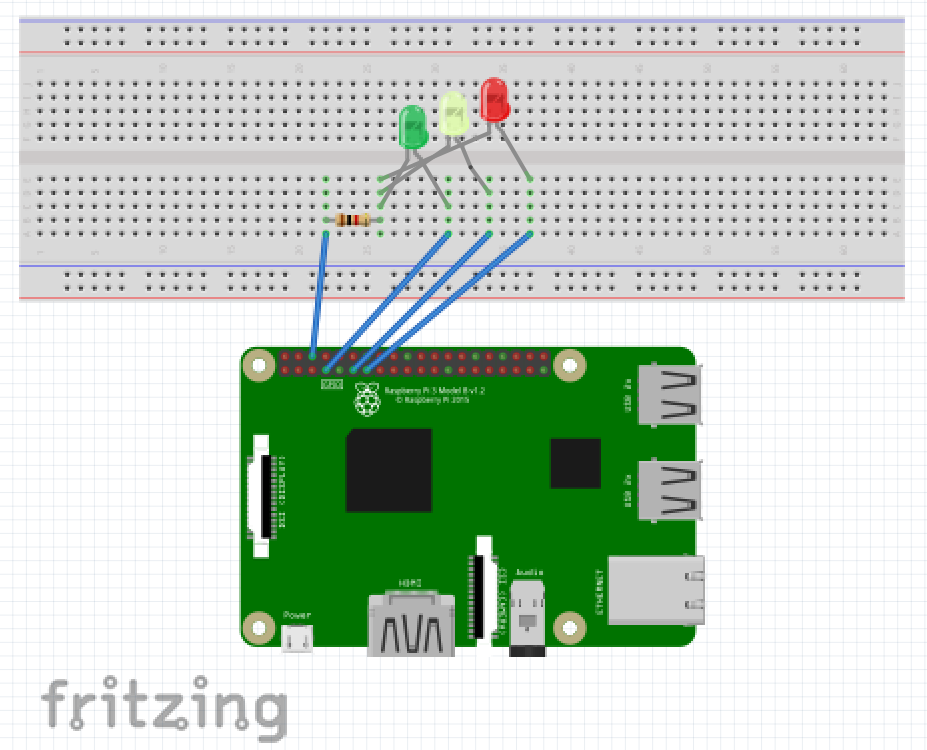 GPIO
Raspberry Pi 3 Model B v1.2
© Raspberry Pi 2015
USB 2x
DSI (DISPLAY)
USB 2x
HDMI
CSI (CAMERA)
Audio
ETHERNET
Power
fritzing